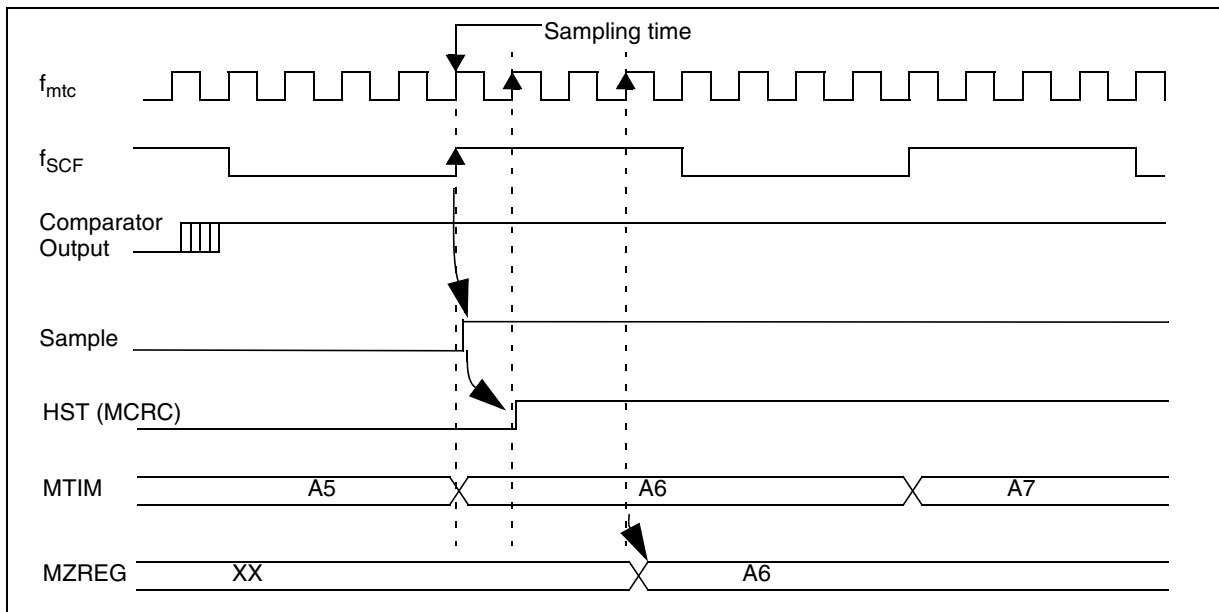 Sampling time
fmtc
fSCF
Comparator
Output
Sample
HST (MCRC)
MTIM A5 A6 A7
MZREG XX A6